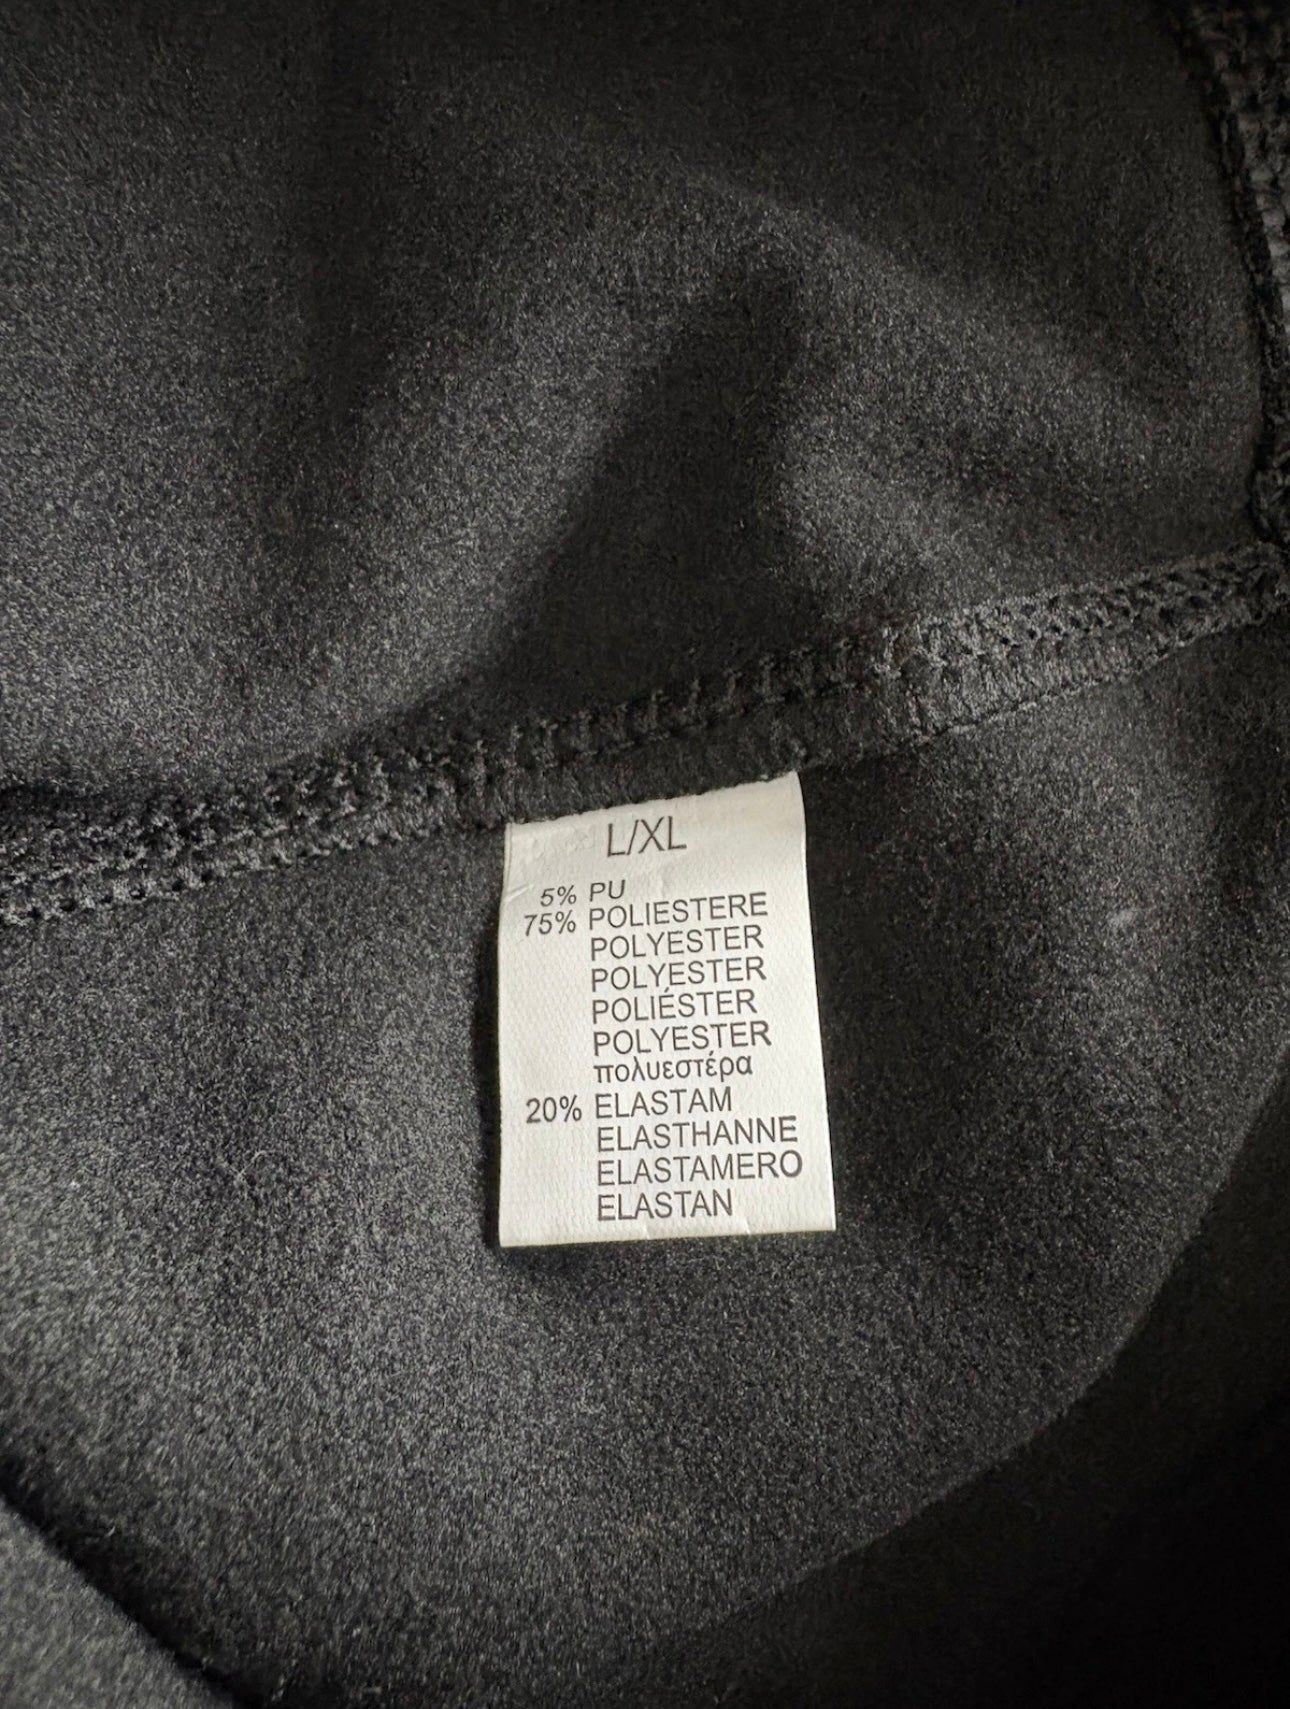 L/XL
5% PU
75% POLIESTERE
POLYESTER
POLYESTER
POLIÉSTER
POLYESTER
πολυεστέρα
20% ELASTAM
ELASTHANNE
ELASTAMERO
ELASTAN